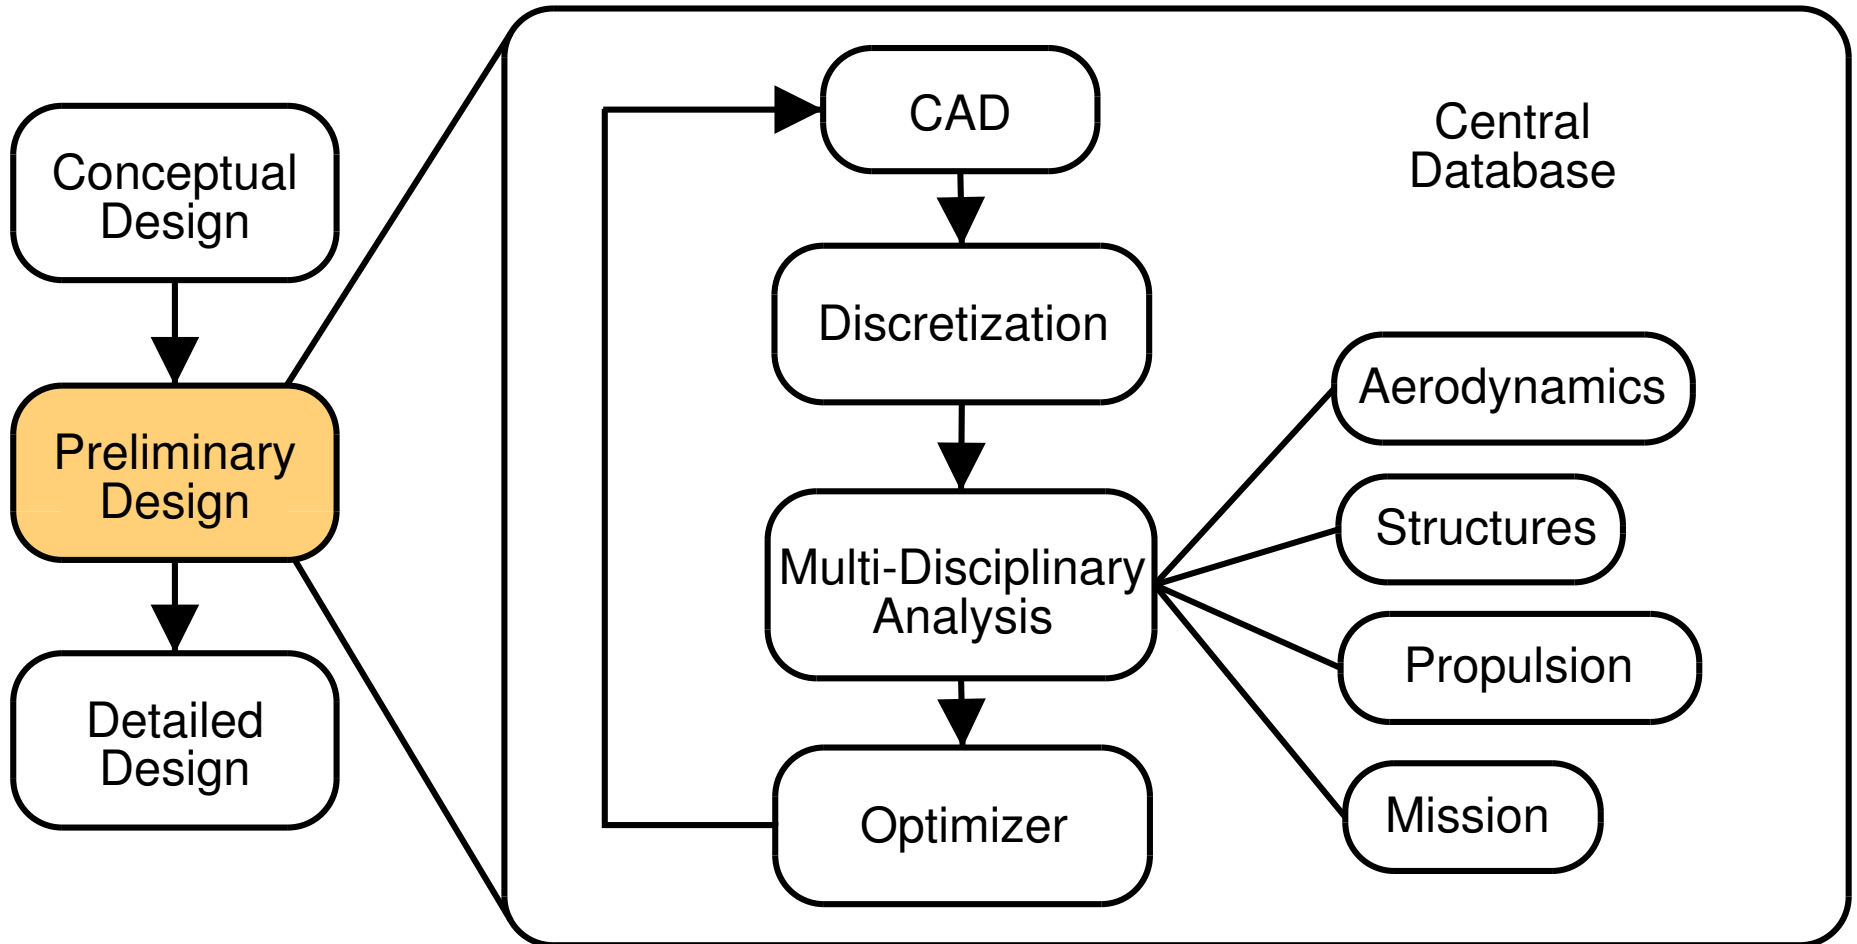 Conceptual
Design
Preliminary
Design
Detailed
Design
CAD
Discretization
Multi-Disciplinary
Analysis
Optimizer
Central
Database
Aerodynamics
Structures
Propulsion
Mission